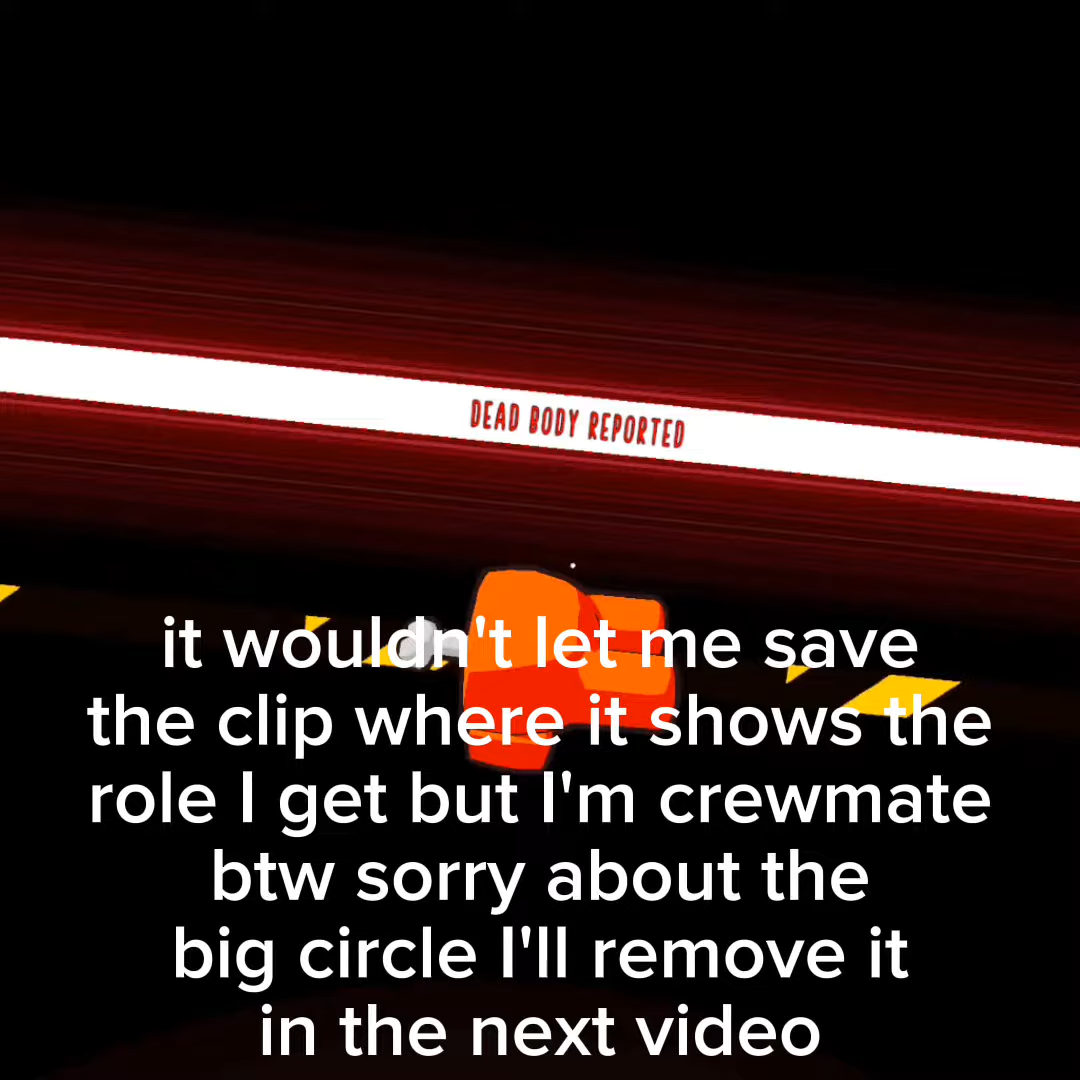 DEAD BODY REPORTED
it wouldn't let me save
the clip where it shows the
role I get but I'm crewmate
btw sorry about the
big circle I'll remove it
in the next video